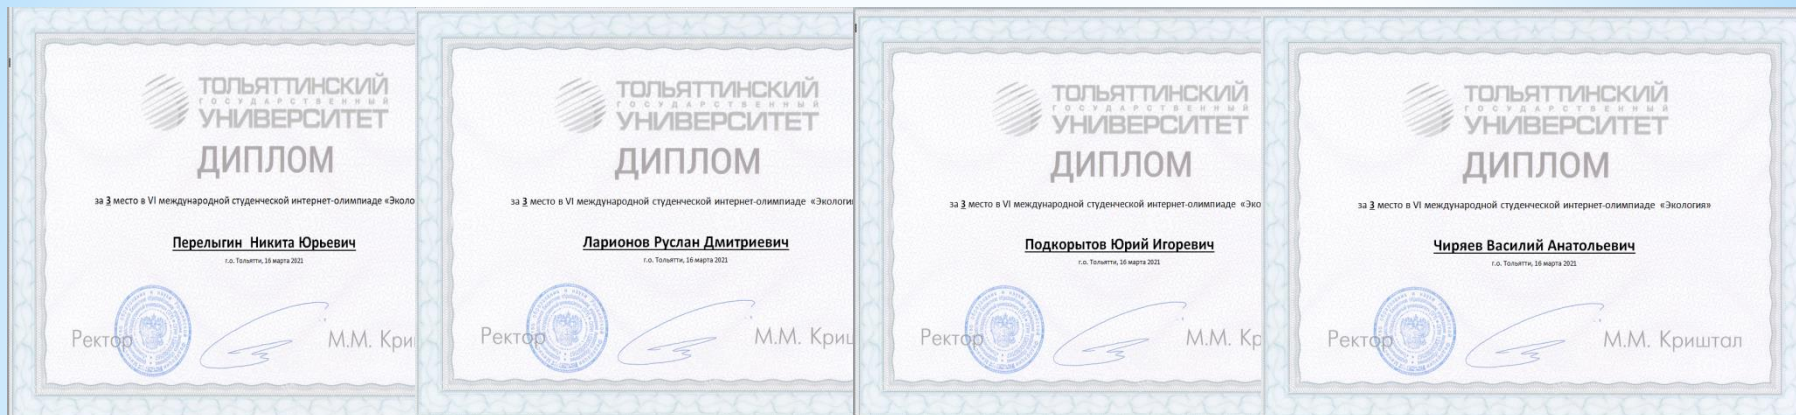 ТОЛЬЯТТИНСКИЙ
ГОСУДАРСТВЕННЫЙ
УНИВЕРСИТЕТ
ДИПЛОМ
за 3 место в VI международной студенческой интернет-олимпиаде «Эколо
Перелыгин Никита Юрьевич
г.о. Тольятти, 16 марта 2021
Ректор
М.М. Кри
ТОЛЬЯТТИНСКИЙ
ГОСУДАРСТВЕННЫЙ
УНИВЕРСИТЕТ
ДИПЛОМ
за 3 место в VI международной студенческой интернет-олимпиаде «Экологи
Ларионов Руслан Дмитриевич
г.о. Тольятти, 16 марта 2021
Ректор
М.М. Криш
ТОЛЬЯТТИНСКИЙ
ГОСУДАРСТВЕННЫЙ
УНИВЕРСИТЕТ
ДИПЛОМ
за 3 место в VI международной студенческой интернет-олимпиаде «Эко
Подкорытов Юрий Игоревич
г.о. Тольятти, 16 марта 2021
Ректор
М.М. Кр
ТОЛЬЯТТИНСКИЙ
ГОСУДАРСТВЕННЫЙ
УНИВЕРСИТЕТ
ДИПЛОМ
за 3 место в VI международной студенческой интернет-олимпиаде «Экология»
Чиряев Василий Анатольевич
г.о. Тольятти, 16 марта 2021
Ректор
М.М. Криштал